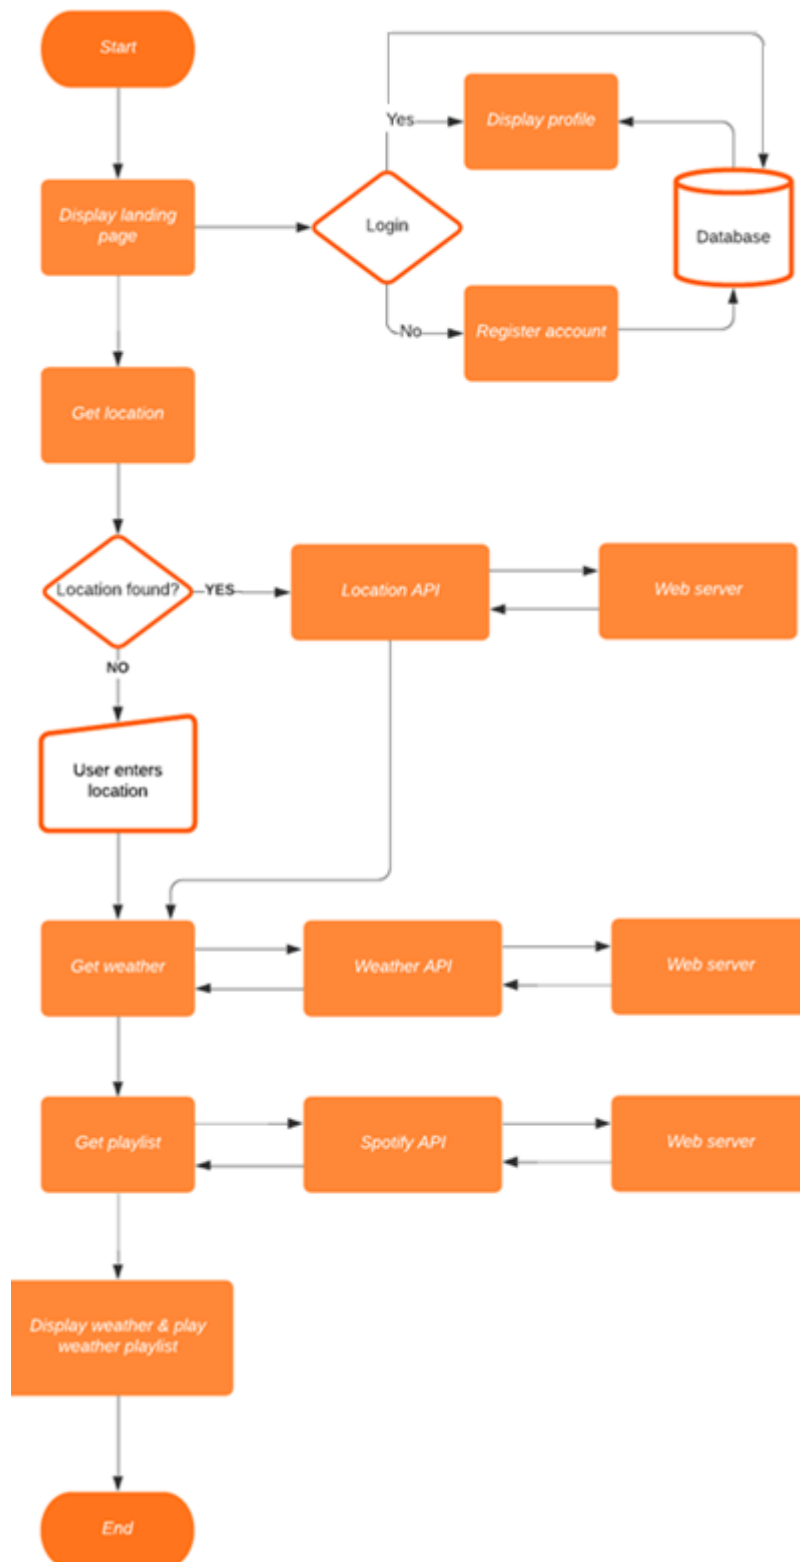 Start
Yes
Display profile
Display landing
page
Login
Database
No
Register account
Get location
Location found?
YES
Location API
Web server
NO
User enters
location
Get weather
Weather API
Web server
Get playlist
Spotify API
Web server
Display weather & play
weather playlist
End